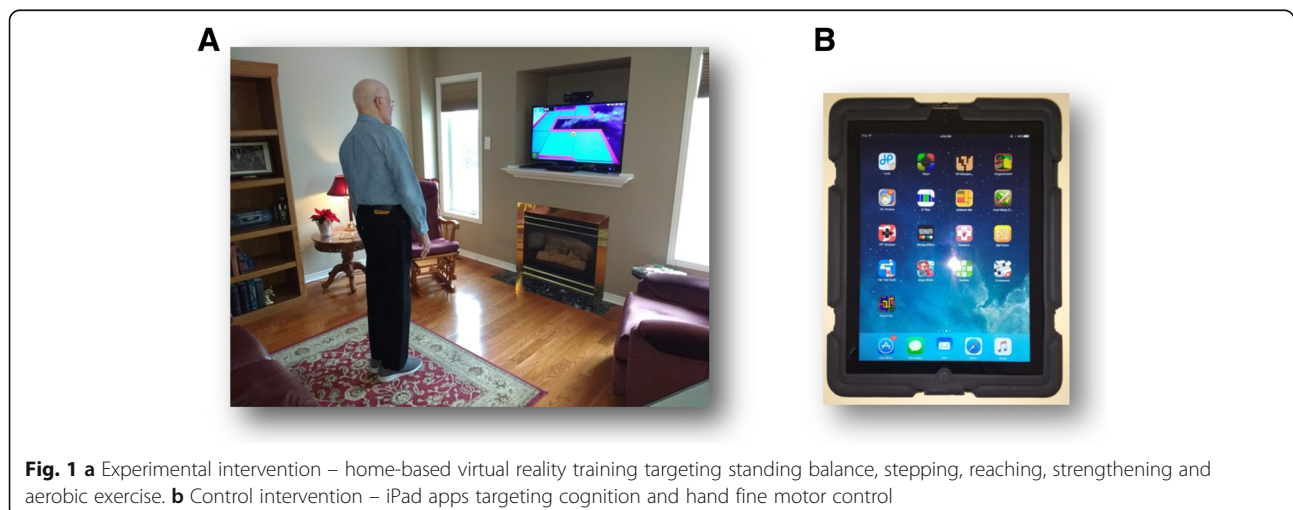 A
B
Fig. 1 a Experimental intervention – home-based virtual reality training targeting standing balance, stepping, reaching, strengthening and
aerobic exercise. b Control intervention – iPad apps targeting cognition and hand fine motor control